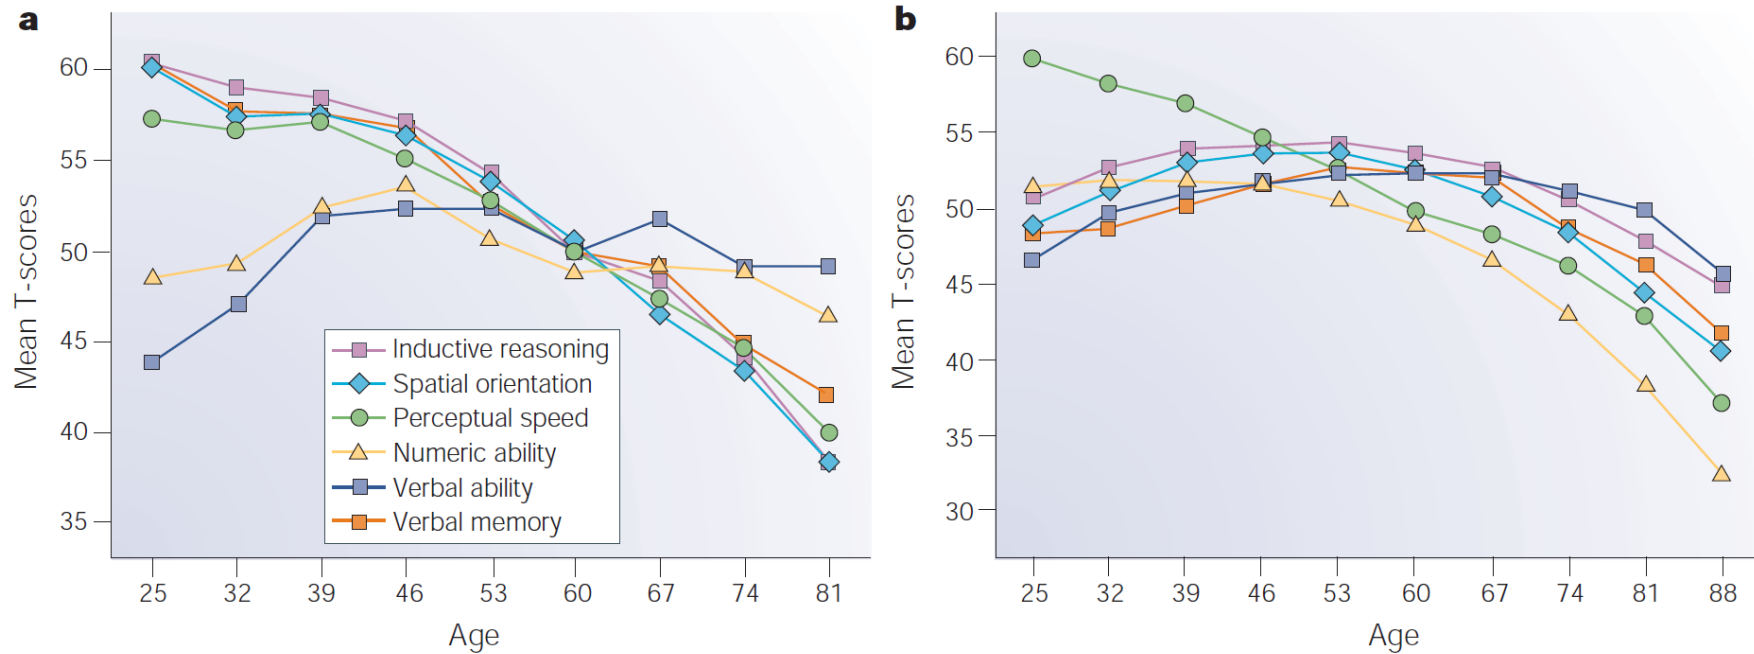 a
60
55
50
45
40
35
Mean T-scores
Inductive reasoning
Spatial orientation
Perceptual speed
Numeric ability
Verbal ability
Verbal memory
25 32 39 46 53 60 67 74 81
Age
b
60
55
50
45
40
35
30
Mean T-scores
25 32 39 46 53 60 67 74 81 88
Age